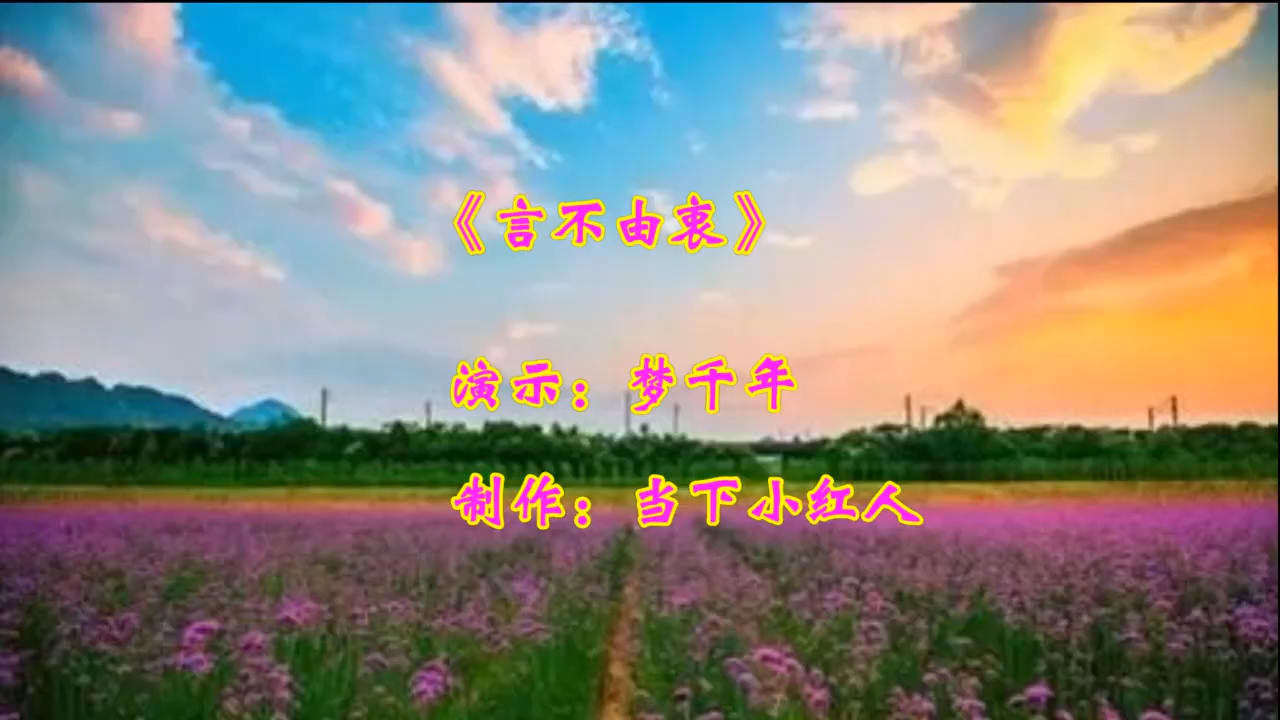 《言不由衷》
演示：梦千年
制作：当下小红人